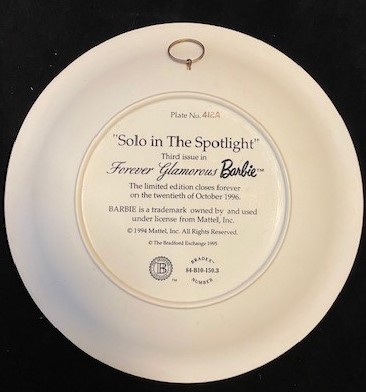 Plate No. 412A
"Solo in The Spotlight"
Third issue in
Forever Glamorous Barbie™
The limited edition closes forever
on the twentieth of October 1996.
BARBIE is a trademark owned by and used
under license from Mattel, Inc.
© 1994 Mattel, Inc. All Rights Reserved.
© The Bradford Exchange 1995
B
™
BRADEX
84-B10-150.3
NUMBER